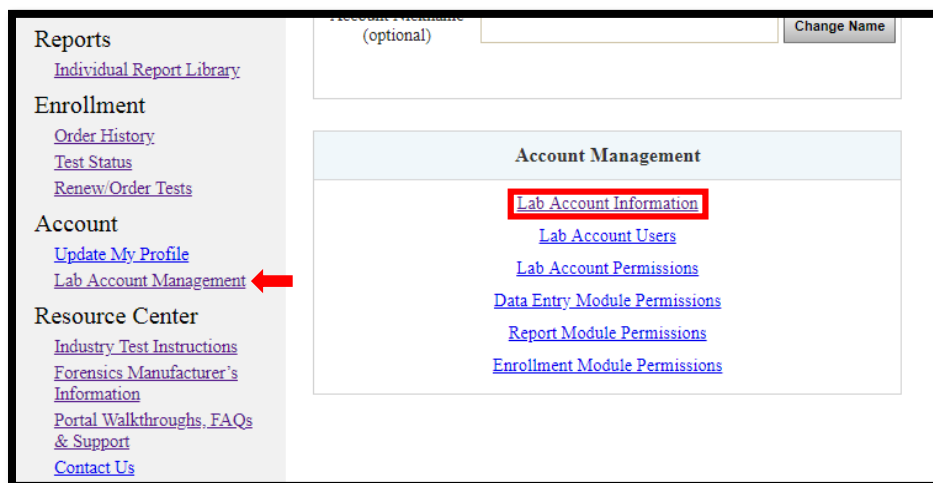 Reports
Individual Report Library
Enrollment
Order History
Test Status
Renew/Order Tests
Account
Update My Profile
Lab Account Management
Resource Center
Industry Test Instructions
Forensics Manufacturer's
Information
Portal Walkthroughs, FAQs
& Support
Contact Us
Account Nickname
(optional)
Change Name
Account Management
Lab Account Information
Lab Account Users
Lab Account Permissions
Data Entry Module Permissions
Report Module Permissions
Enrollment Module Permissions